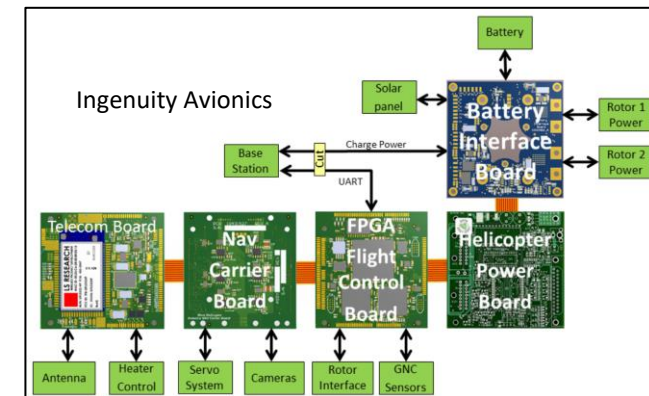 Ingenuity Avionics
Battery
Solar
panel
Battery
Interface
Board
Rotor 1
Power
Rotor 2
Power
Base
Station
Cut
Charge Power
UART
Telecom Board
LS RESEARCH
Nav
Carrier
Board
FPGA
Flight
Control
Board
Helicopter
Power
Board
Antenna
Heater
Control
Servo
System
Cameras
Rotor
Interface
GNC
Sensors